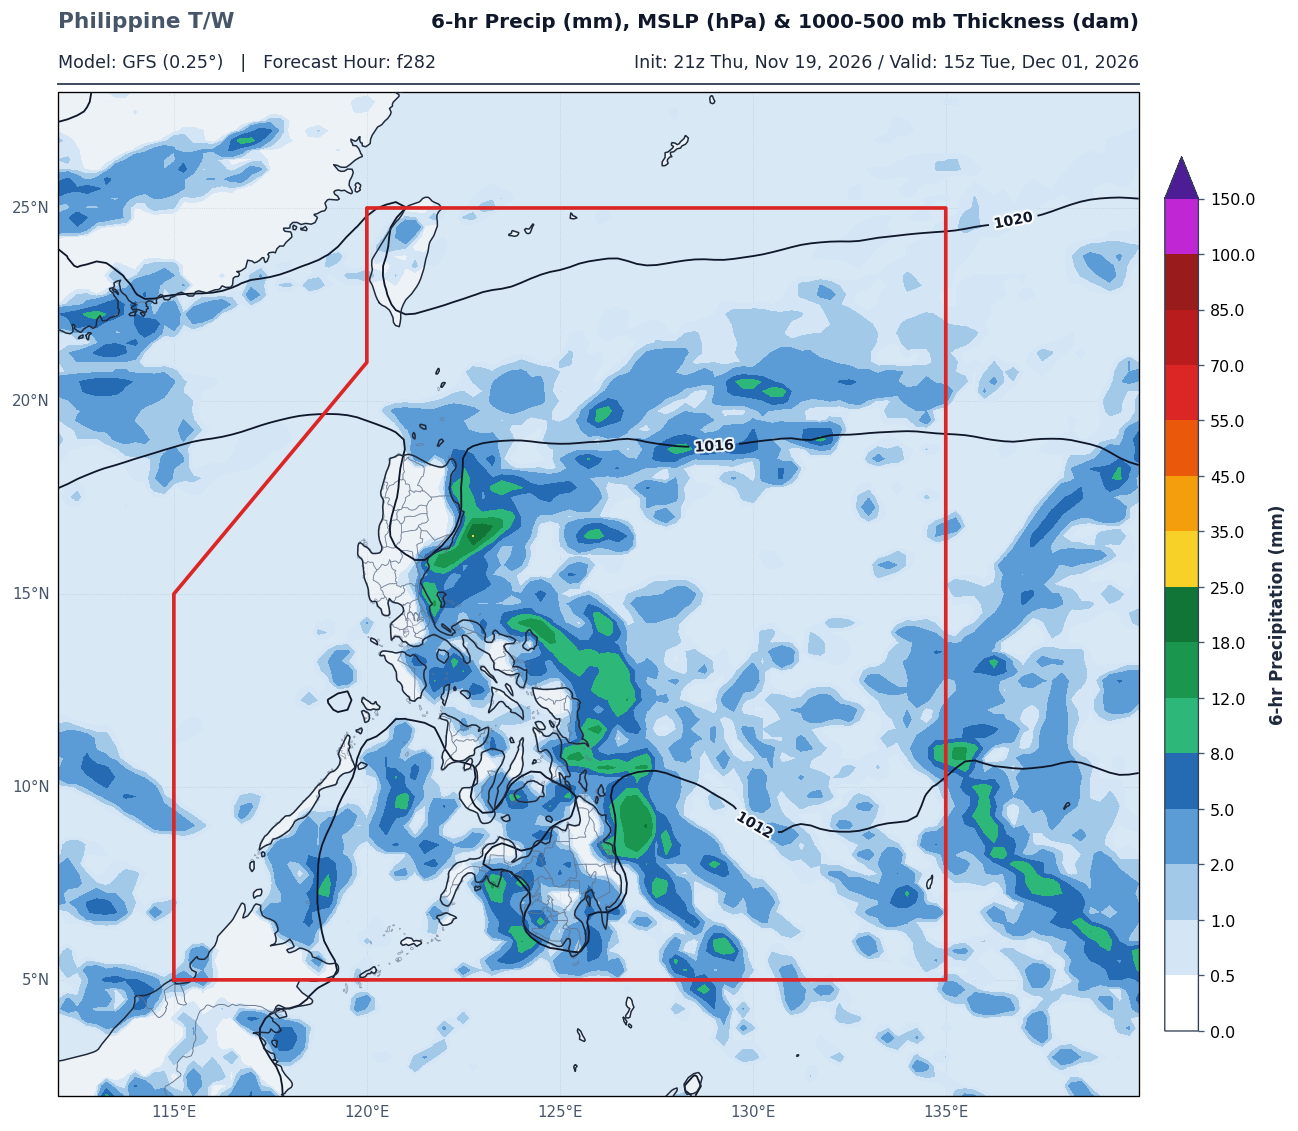 Philippine T/W
6-hr Precip (mm), MSLP (hPa) & 1000-500 mb Thickness (dam)
Model: GFS (0.25°) | Forecast Hour: f282
Init: 21z Thu, Nov 19, 2026 / Valid: 15z Tue, Dec 01, 2026
25°N
20°N
15°N
10°N
5°N
1020
1016
1012
115°E
120°E
125°E
130°E
135°E
150.0
100.0
85.0
70.0
55.0
45.0
35.0
25.0
18.0
12.0
8.0
5.0
2.0
1.0
0.5
0.0
6-hr Precipitation (mm)